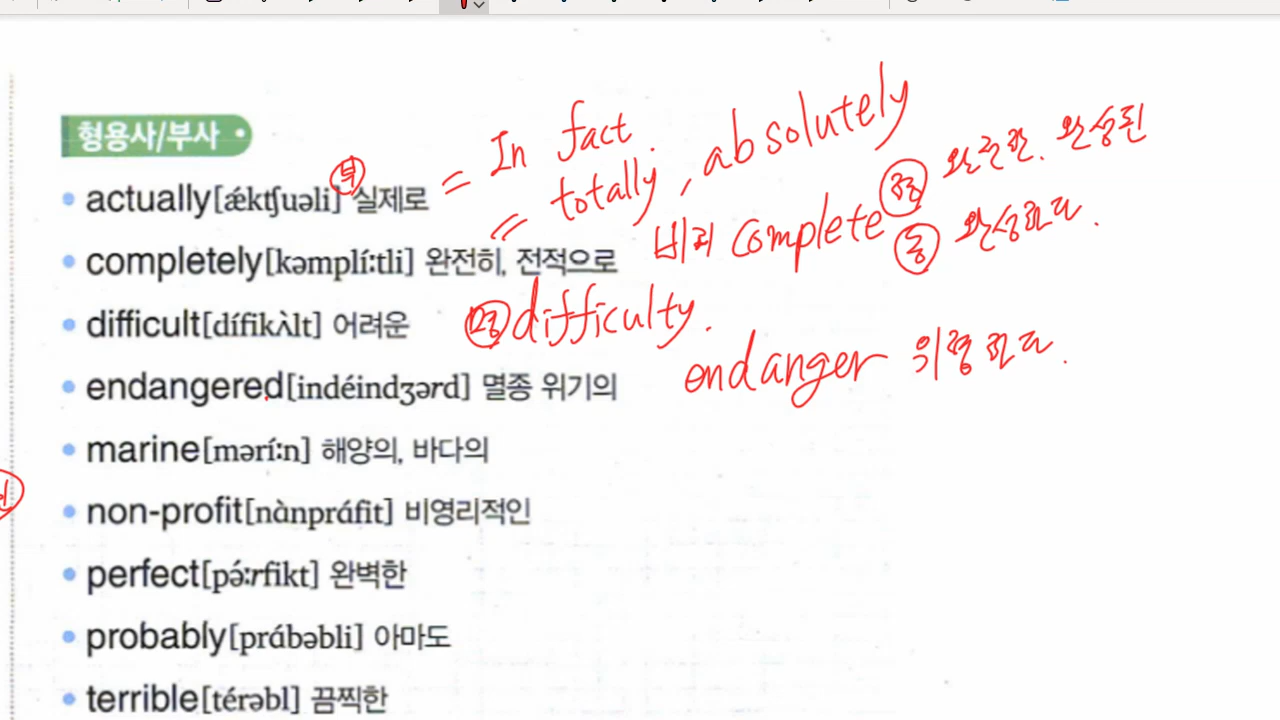 형용사/부사
actually[ǽktʃuəli] 부 실제로 = In fact.
= totally, absolutely
completely[kəmplíːtli] 완전히, 전적으로 비교 complete 형 완전한. 완성된
동 완성하다.
difficult[dífikʌ̀lt] 어려운 명 difficulty.
endangered[indéindʒərd] 멸종 위기의 endanger 위험하다.
marine[məríːn] 해양의, 바다의
non-profit[nànpráfit] 비영리적인
perfect[pə́ːrfikt] 완벽한
probably[prábəbli] 아마도
terrible[térəbl] 끔찍한